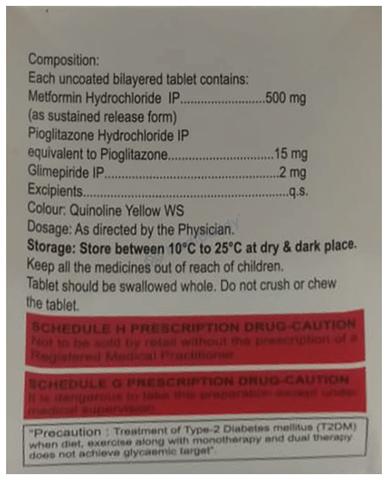 Composition:
Each uncoated bilayered tablet contains:
Metformin Hydrochloride IP.......................500 mg
(as sustained release form)
Pioglitazone Hydrochloride IP
equivalent to Pioglitazone............................15 mg
Glimepiride IP..............................................2 mg
Excipients.....................................................q.s.
Colour: Quinoline Yellow WS
Dosage: As directed by the Physician.
Storage: Store between 10°C to 25°C at dry & dark place.
Keep all the medicines out of reach of children.
Tablet should be swallowed whole. Do not crush or chew
the tablet.
SCHEDULE H PRESCRIPTION DRUG-CAUTION
Not to be sold by retail without the prescription of a
Registered Medical Practitioner
SCHEDULE G PRESCRIPTION DRUG-CAUTION
It is dangerous to take this preparation except under
medical supervision
"Precaution : Treatment of Type-2 Diabetes mellitus (T2DM)
when diet, exercise along with monotherapy and dual therapy
does not achieve glycaemic target".